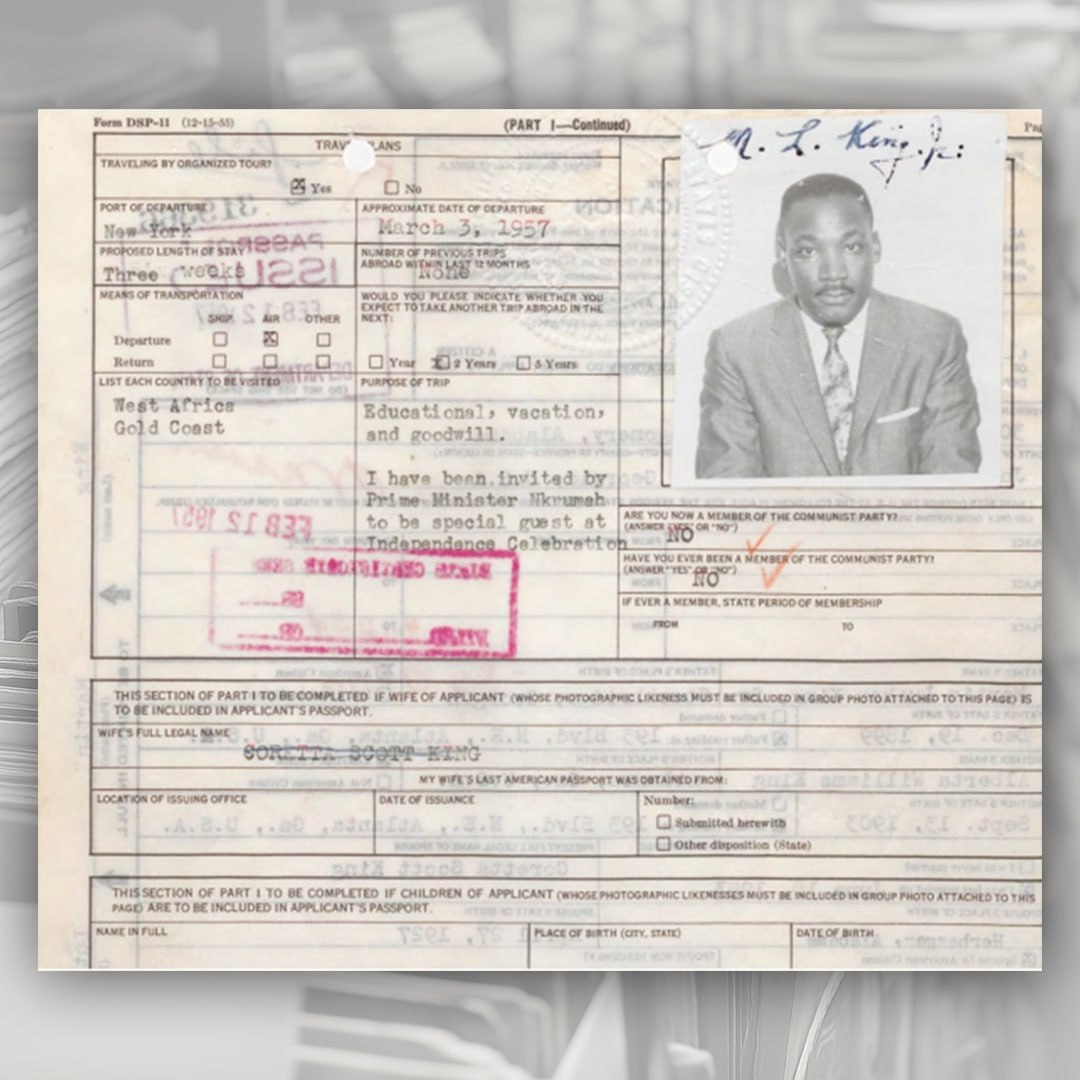 Form DSP-11 (12-15-55)
(PART I—Continued)
M. L. King, Jr.
TRAVEL PLANS
TRAVELING BY ORGANIZED TOUR?
Yes
No
PORT OF DEPARTURE
New York
APPROXIMATE DATE OF DEPARTURE
March 3, 1957
PROPOSED LENGTH OF STAY
Three weeks
NUMBER OF PREVIOUS TRIPS
ABROAD WITHIN LAST 12 MONTHS
None
MEANS OF TRANSPORTATION
SHIP AIR OTHER
Departure
Return
WOULD YOU PLEASE INDICATE WHETHER YOU
EXPECT TO TAKE ANOTHER TRIP ABROAD IN THE
NEXT:
Year 2 Years 5 Years
LIST EACH COUNTRY TO BE VISITED
West Africa
Gold Coast
PURPOSE OF TRIP
Educational, vacation,
and goodwill.
I have been invited by
Prime Minister Nkrumah
to be special guest at
Independence Celebration
FEB 12 1957
ARE YOU NOW A MEMBER OF THE COMMUNIST PARTY?
(ANSWER "YES" OR "NO")
NO
HAVE YOU EVER BEEN A MEMBER OF THE COMMUNIST PARTY?
(ANSWER "YES" OR "NO")
NO
IF EVER A MEMBER, STATE PERIOD OF MEMBERSHIP
FROM TO
THIS SECTION OF PART I TO BE COMPLETED IF WIFE OF APPLICANT (WHOSE PHOTOGRAPHIC LIKENESS MUST BE INCLUDED IN GROUP PHOTO ATTACHED TO THIS PAGE) IS
TO BE INCLUDED IN APPLICANT'S PASSPORT.
WIFE'S FULL LEGAL NAME
CORETTA SCOTT KING
MY WIFE'S LAST AMERICAN PASSPORT WAS OBTAINED FROM:
LOCATION OF ISSUING OFFICE
DATE OF ISSUANCE
Number:
Submitted herewith
Other disposition (State)
THIS SECTION OF PART I TO BE COMPLETED IF CHILDREN OF APPLICANT (WHOSE PHOTOGRAPHIC LIKENESSES MUST BE INCLUDED IN GROUP PHOTO ATTACHED TO THIS
PAGE) ARE TO BE INCLUDED IN APPLICANT'S PASSPORT.
NAME IN FULL
PLACE OF BIRTH (CITY, STATE)
DATE OF BIRTH